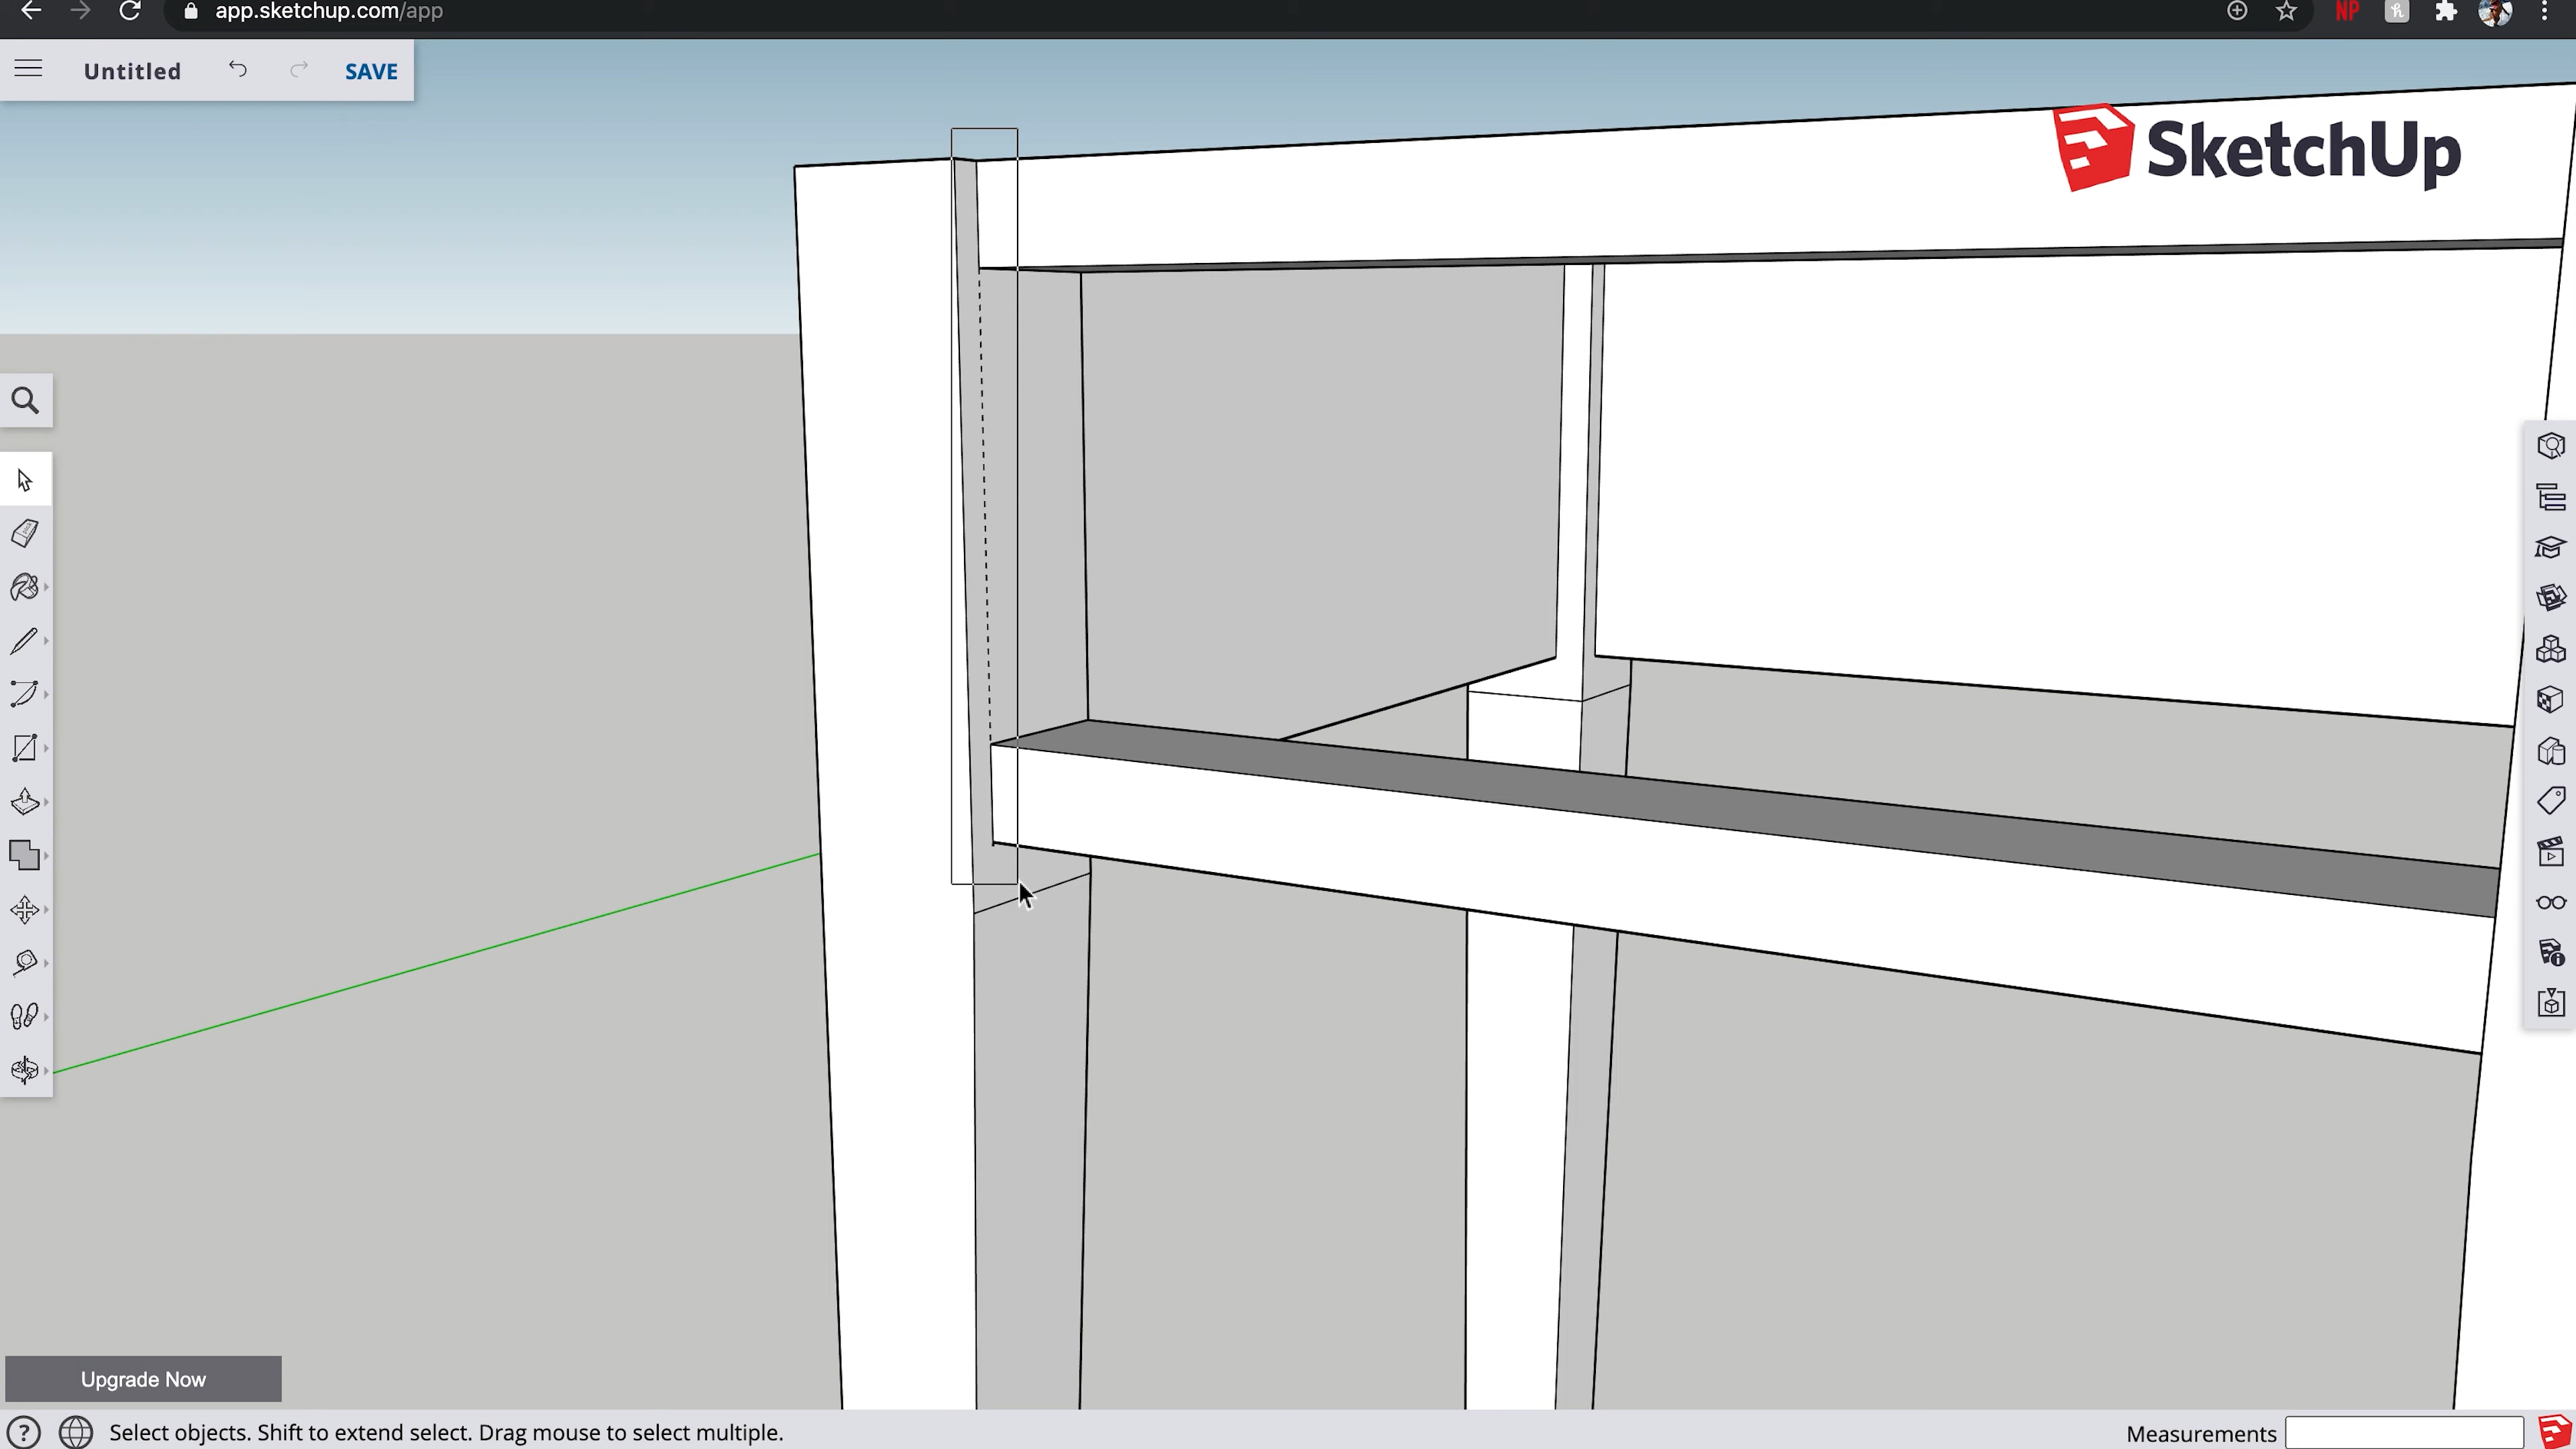 app.sketchup.com/app
NP
h
Untitled
SAVE
SketchUp
Upgrade Now
?
Select objects. Shift to extend select. Drag mouse to select multiple.
Measurements